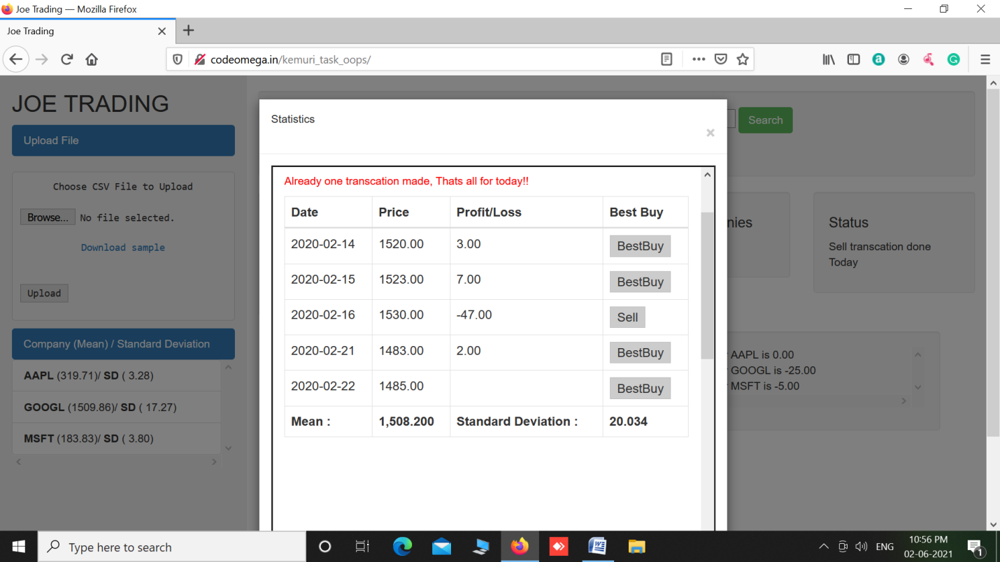 Joe Trading — Mozilla Firefox
Joe Trading
codeomega.in/kemuri_task_oops/
JOE TRADING
Upload File
Choose CSV File to Upload
Browse... No file selected.
Download sample
Upload
Company (Mean) / Standard Deviation
AAPL (319.71)/ SD ( 3.28)
GOOGL (1509.86)/ SD ( 17.27)
MSFT (183.83)/ SD ( 3.80)
Statistics
×
Already one transcation made, Thats all for today!!
Date Price Profit/Loss Best Buy
2020-02-14 1520.00 3.00 BestBuy
2020-02-15 1523.00 7.00 BestBuy
2020-02-16 1530.00 -47.00 Sell
2020-02-21 1483.00 2.00 BestBuy
2020-02-22 1485.00 BestBuy
Mean : 1,508.200 Standard Deviation : 20.034
Search
nies
Status
Sell transcation done
Today
AAPL is 0.00
GOOGL is -25.00
MSFT is -5.00
Type here to search
ENG
10:56 PM
02-06-2021
1